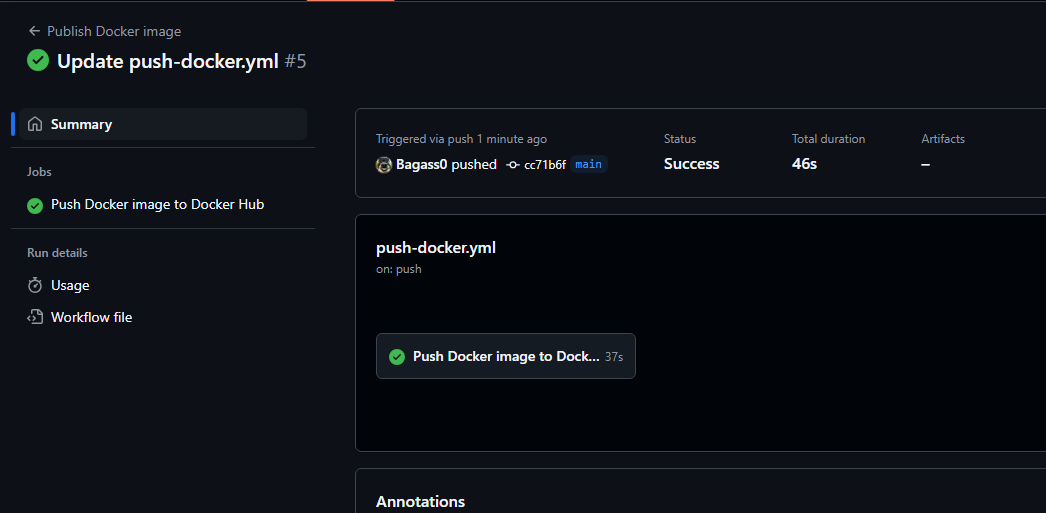 Publish Docker image
Update push-docker.yml #5
Summary
Jobs
Push Docker image to Docker Hub
Run details
Usage
Workflow file
Triggered via push 1 minute ago
Bagass0 pushed cc71b6f main
Status
Success
Total duration
46s
Artifacts
–
push-docker.yml
on: push
Push Docker image to Dock... 37s
Annotations